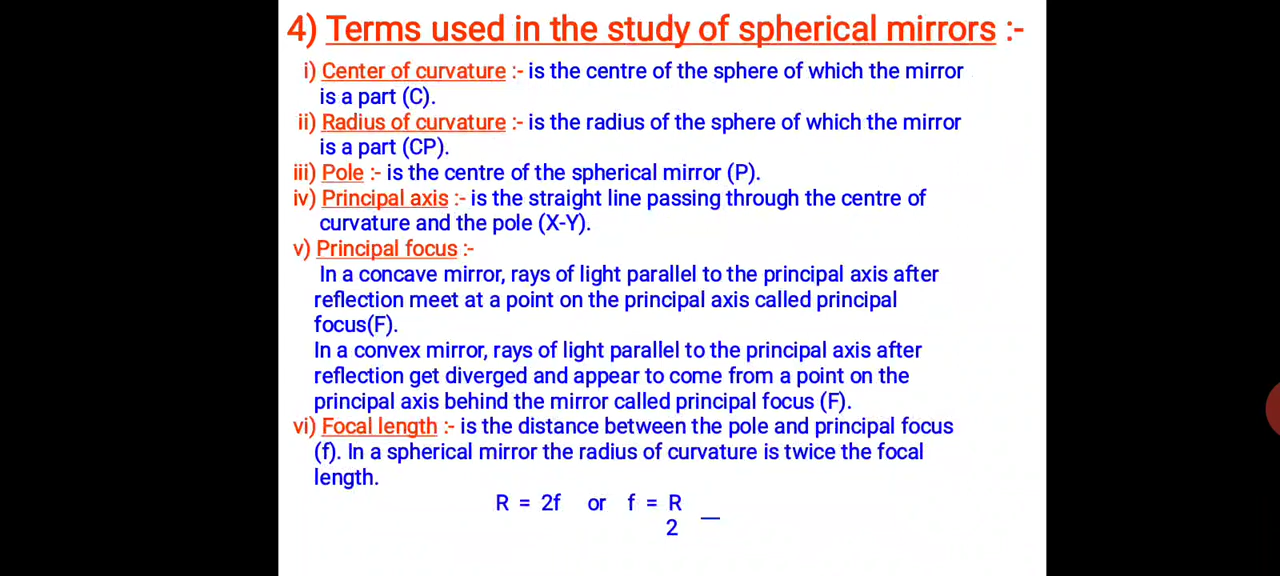 4) Terms used in the study of spherical mirrors :-
i) Center of curvature :- is the centre of the sphere of which the mirror
is a part (C).
ii) Radius of curvature :- is the radius of the sphere of which the mirror
is a part (CP).
iii) Pole :- is the centre of the spherical mirror (P).
iv) Principal axis :- is the straight line passing through the centre of
curvature and the pole (X-Y).
v) Principal focus :-
In a concave mirror, rays of light parallel to the principal axis after
reflection meet at a point on the principal axis called principal
focus(F).
In a convex mirror, rays of light parallel to the principal axis after
reflection get diverged and appear to come from a point on the
principal axis behind the mirror called principal focus (F).
vi) Focal length :- is the distance between the pole and principal focus
(f). In a spherical mirror the radius of curvature is twice the focal
length.
R = 2f or f = R
2